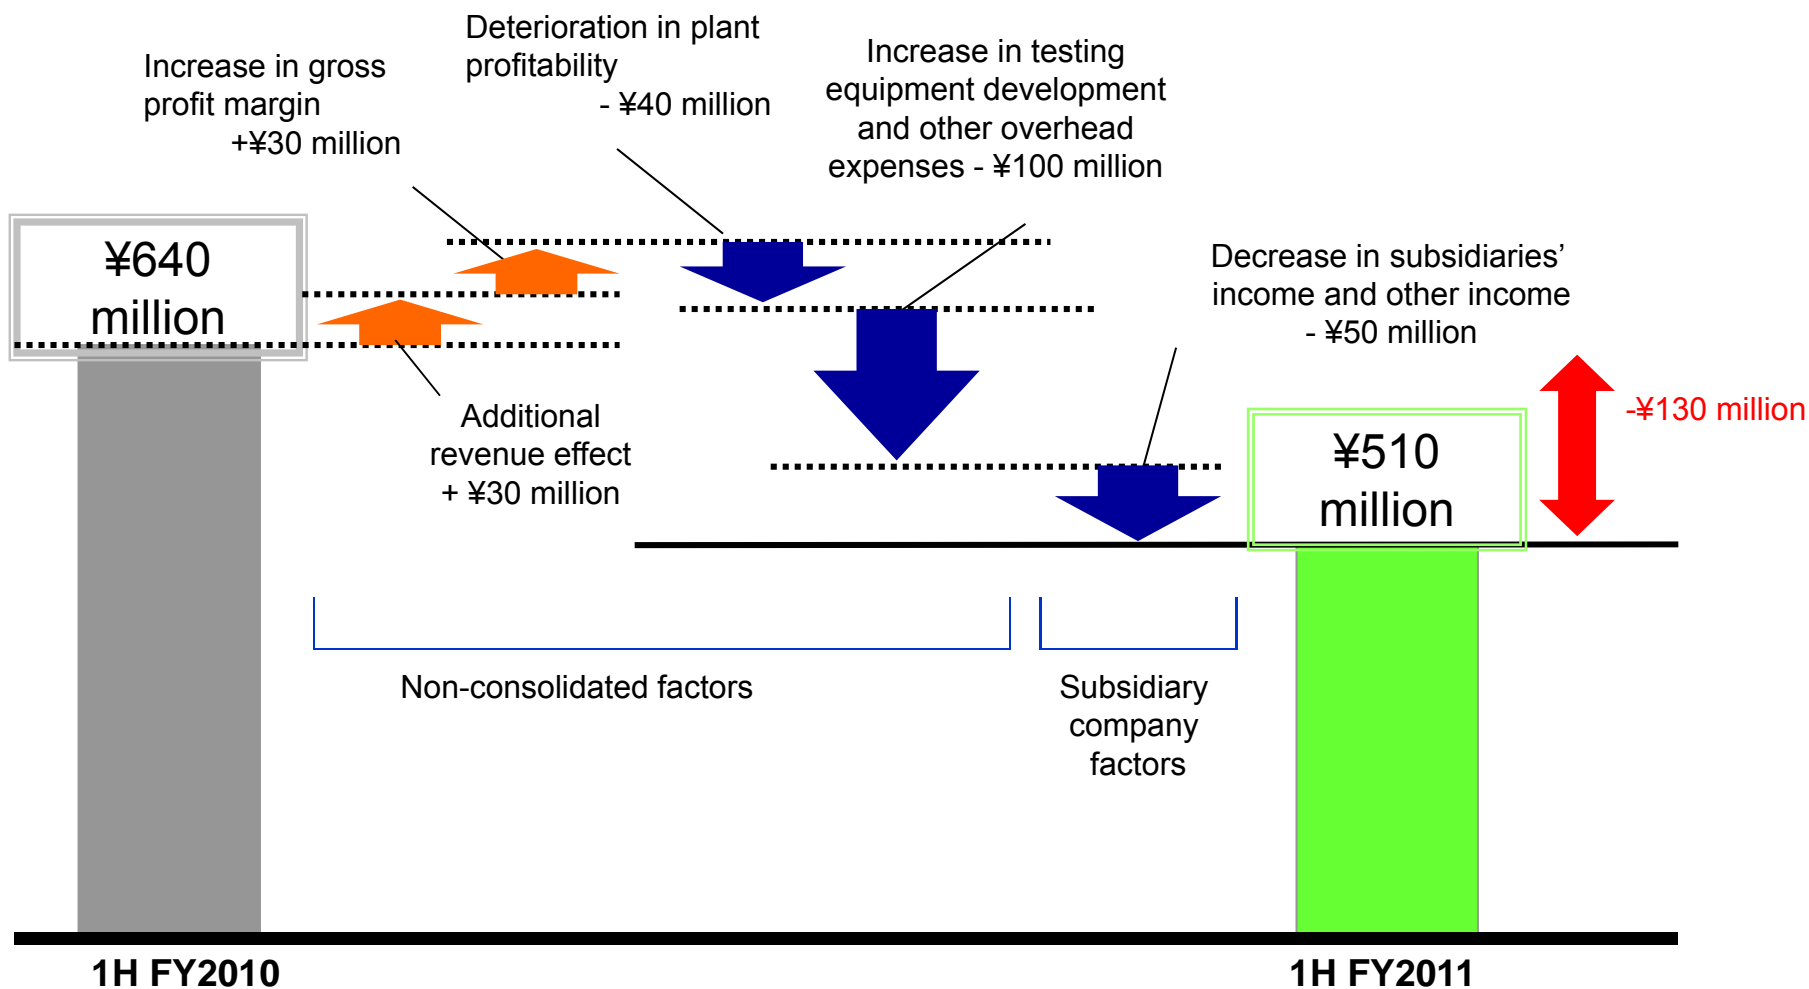 Deterioration in plant
profitability
- ¥40 million
Increase in gross
profit margin
+¥30 million
Increase in testing
equipment development
and other overhead
expenses - ¥100 million
¥640
million
Decrease in subsidiaries’
income and other income
- ¥50 million
-¥130 million
Additional
revenue effect
+ ¥30 million
¥510
million
Non-consolidated factors
Subsidiary
company
factors
1H FY2010
1H FY2011